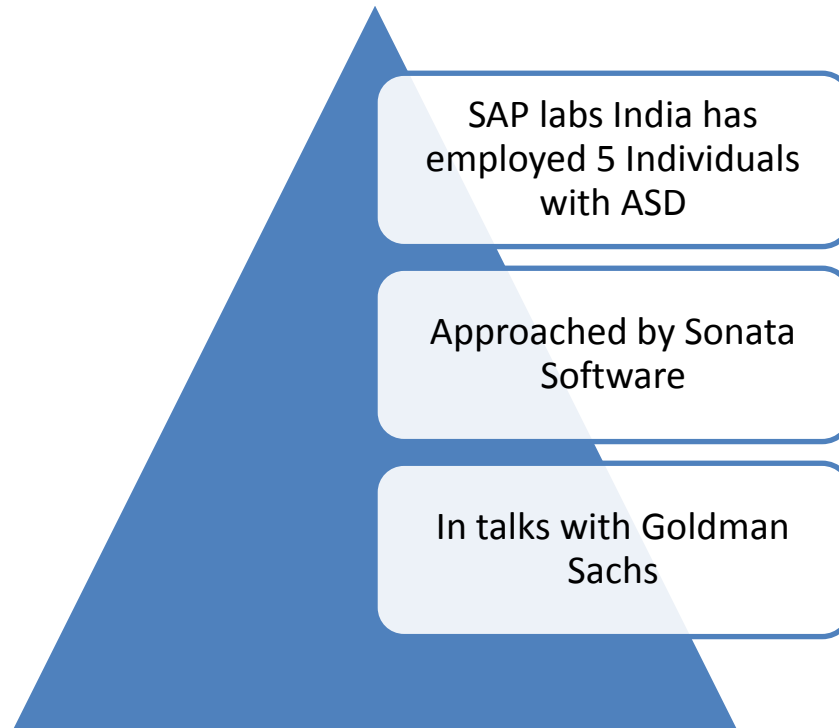 SAP labs India has
employed 5 Individuals
with ASD
Approached by Sonata
Software
In talks with Goldman
Sachs